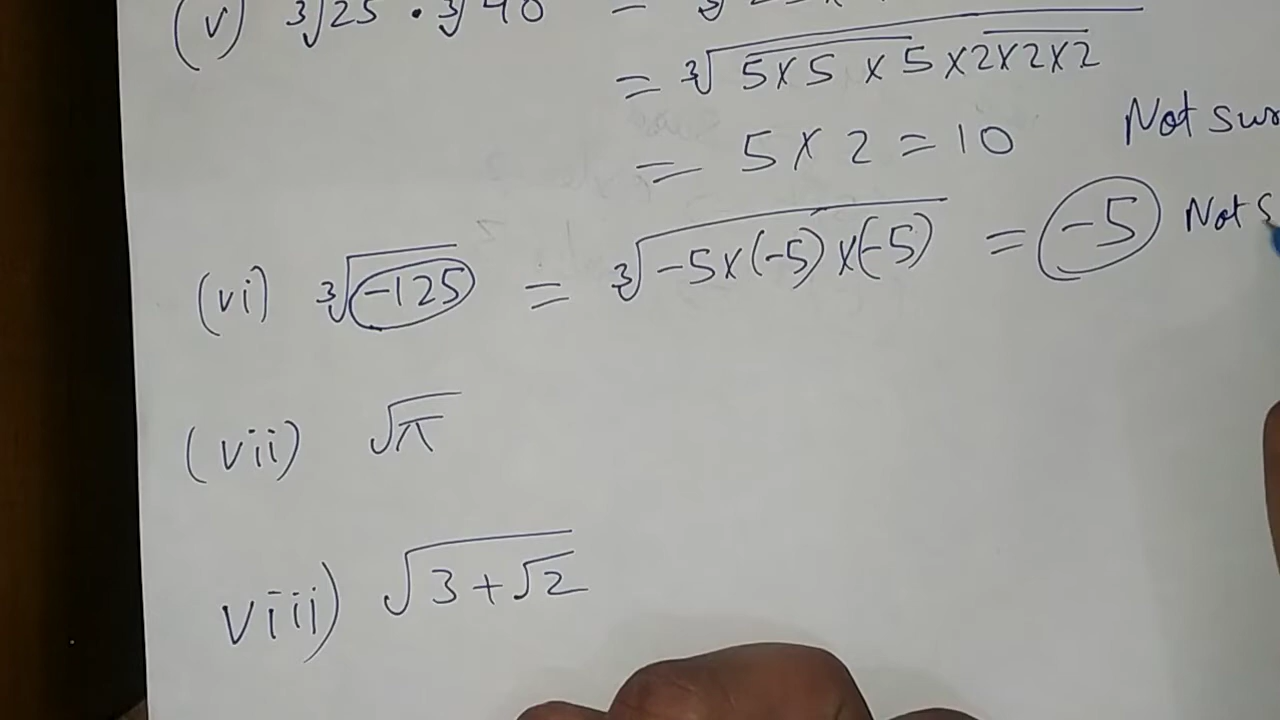 (v) ∛25 · ∛40 =
= ∛5×5×5×2×2×2
= 5×2=10 Not sur
(vi) ∛-125 = ∛-5×(-5)×(-5) = -5 Not S
(vii) √π
viii) √3+√2